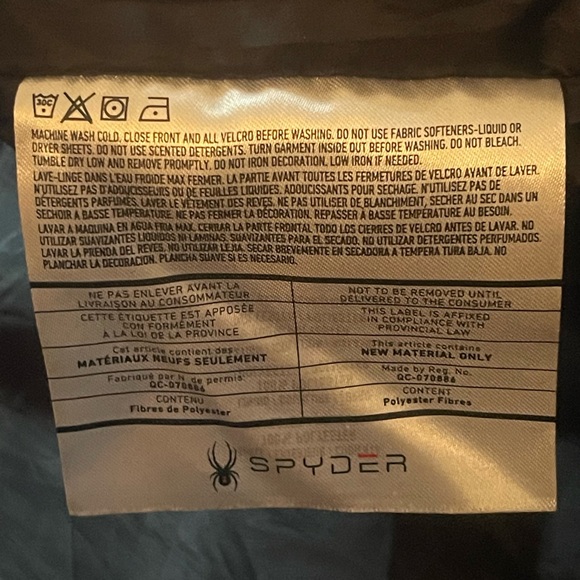 30C
MACHINE WASH COLD, CLOSE FRONT AND ALL VELCRO BEFORE WASHING. DO NOT USE FABRIC SOFTENERS-LIQUID OR
DRYER SHEETS. DO NOT USE SCENTED DETERGENTS. TURN GARMENT INSIDE OUT BEFORE WASHING. DO NOT BLEACH.
TUMBLE DRY LOW AND REMOVE PROMPTLY. DO NOT IRON DECORATION. LOW IRON IF NEEDED.
LAVE-LINGE DANS L'EAU FROIDE MAX FERMER. LA PARTIE AVANT TOUTES LES FERMETURES DE VELCRO AVANT DE LAVER.
N'UTILISEZ PAS D'ADOUCISSEURS OU DE FEUILLES LIQUIDES. ADOUCISSANTS POUR SECHAGE. N'UTILISEZ PAS DE
DÉTERGENTS PARFUMÉS. LAVER LE VÊTEMENT DES REVES. NE PAS UTILISER DE BLANCHIMENT, SECHER AU SEC DANS UN
SECHOIR A BASSE TEMPERATURE. NE PAS FERMER LA DÉCORATION. REPASSER À BASSE TEMPÉRATURE AU BESOIN.
LAVAR A MAQUINA EN AGUA FRIA MAX. CERRAR LA PARTE FRONTAL TODO LOS CIERRES DE VELCRO ANTES DE LAVAR. NO
UTILIZAR SUAVIZANTES LIQUIDOS NI LAMINAS. SUAVIZANTES PARA EL SECADO. NO UTILIZAR DETERGENTES PERFUMADOS.
LAVAR LA PRENDA DEL REVES. NO UTILIZAR LEJIA. SECAR BREVEMENTE EN SECADORA A TEMPERA TURA BAJA. NO
PLANCHAR LA DECORACION. PLANCHA SUAVE SI ES NECESARIO.
NE PAS ENLEVER AVANT LA
LIVRAISON AU CONSOMMATEUR
CETTE ÉTIQUETTE EST APPOSÉE
CON FORMÉMENT
À LA LOI DE LA PROVINCE
Cet article contient des
MATÉRIAUX NEUFS SEULEMENT
Fabriqué par N. de permis:
QC-070886
CONTENU
Fibres de Polyester
NOT TO BE REMOVED UNTIL
DELIVERED TO THE CONSUMER
THIS LABEL IS AFFIXED
IN COMPLIANCE WITH
PROVINCIAL LAW
This article contains
NEW MATERIAL ONLY
Made by Reg. No.
QC-070886
CONTENT
Polyester Fibres
SPYDER